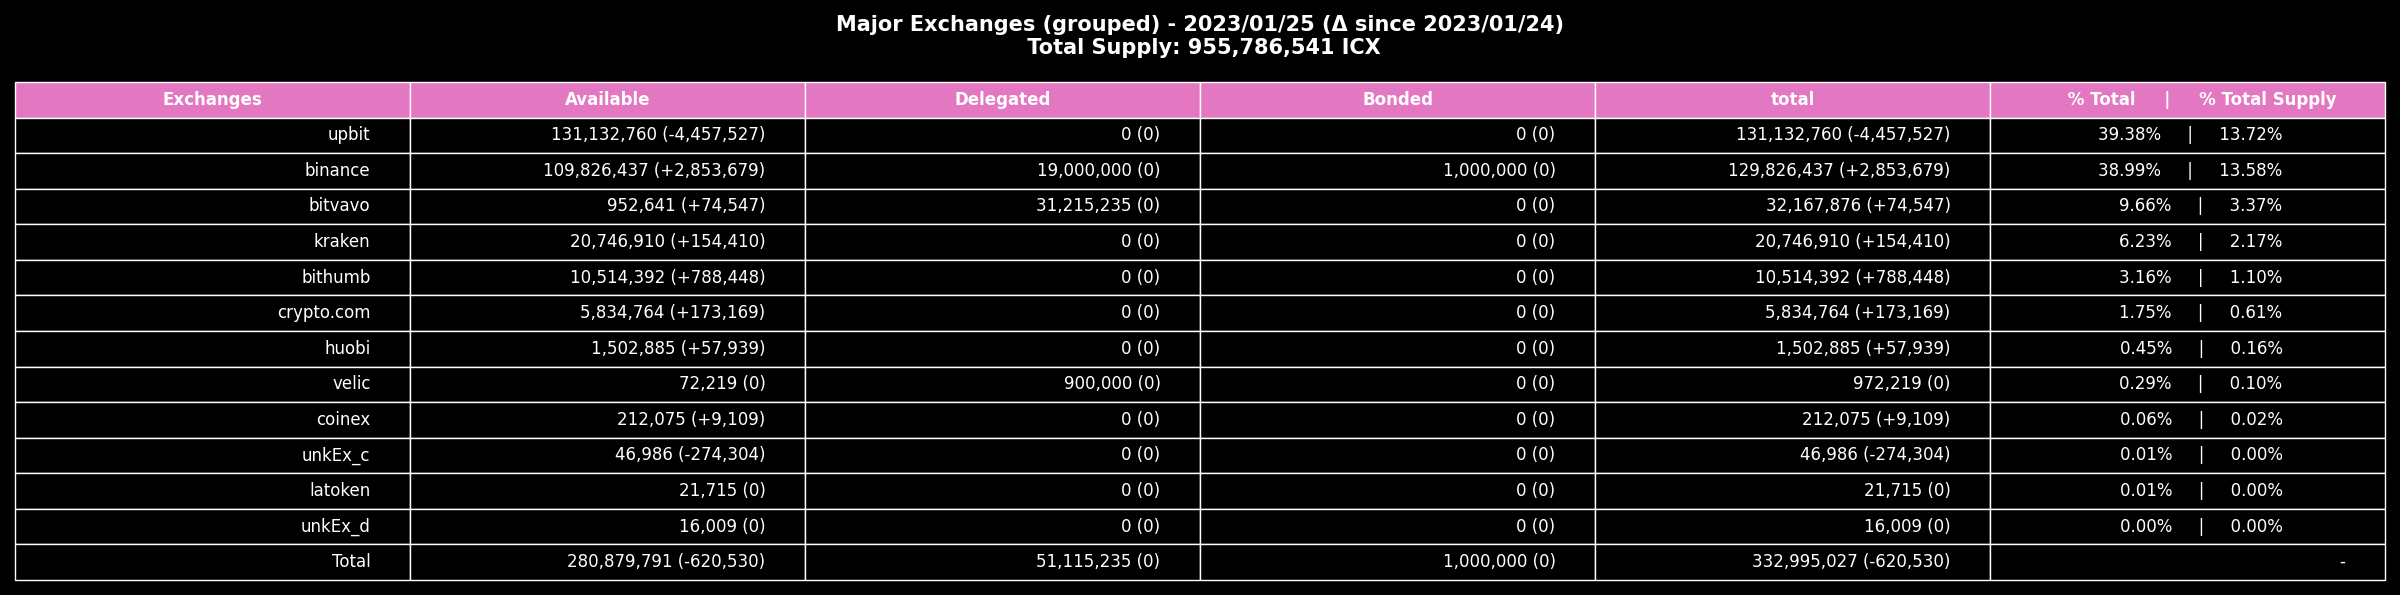 Major Exchanges (grouped) - 2023/01/25 (Δ since 2023/01/24)
Total Supply: 955,786,541 ICX
Exchanges Available Delegated Bonded total % Total | % Total Supply
upbit 131,132,760 (-4,457,527) 0 (0) 0 (0) 131,132,760 (-4,457,527) 39.38% | 13.72%
binance 109,826,437 (+2,853,679) 19,000,000 (0) 1,000,000 (0) 129,826,437 (+2,853,679) 38.99% | 13.58%
bitvavo 952,641 (+74,547) 31,215,235 (0) 0 (0) 32,167,876 (+74,547) 9.66% | 3.37%
kraken 20,746,910 (+154,410) 0 (0) 0 (0) 20,746,910 (+154,410) 6.23% | 2.17%
bithumb 10,514,392 (+788,448) 0 (0) 0 (0) 10,514,392 (+788,448) 3.16% | 1.10%
crypto.com 5,834,764 (+173,169) 0 (0) 0 (0) 5,834,764 (+173,169) 1.75% | 0.61%
huobi 1,502,885 (+57,939) 0 (0) 0 (0) 1,502,885 (+57,939) 0.45% | 0.16%
velic 72,219 (0) 900,000 (0) 0 (0) 972,219 (0) 0.29% | 0.10%
coinex 212,075 (+9,109) 0 (0) 0 (0) 212,075 (+9,109) 0.06% | 0.02%
unkEx_c 46,986 (-274,304) 0 (0) 0 (0) 46,986 (-274,304) 0.01% | 0.00%
latoken 21,715 (0) 0 (0) 0 (0) 21,715 (0) 0.01% | 0.00%
unkEx_d 16,009 (0) 0 (0) 0 (0) 16,009 (0) 0.00% | 0.00%
Total 280,879,791 (-620,530) 51,115,235 (0) 1,000,000 (0) 332,995,027 (-620,530) -